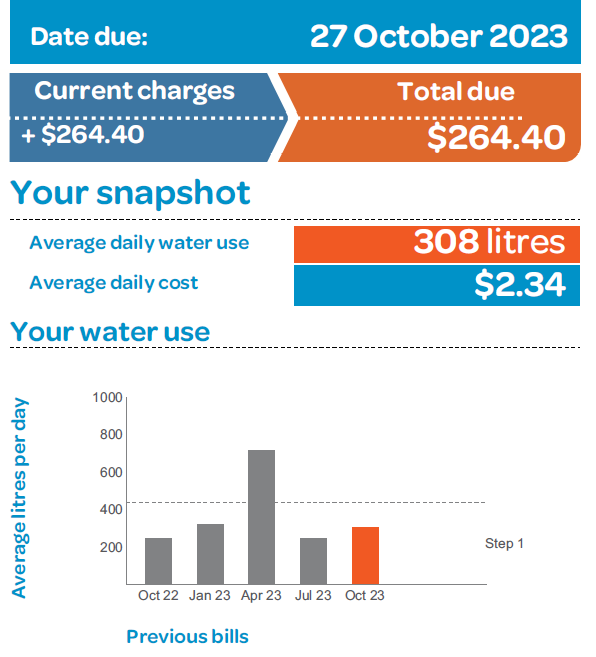 Date due: 27 October 2023
Current charges
+ $264.40
Total due
$264.40
Your snapshot
Average daily water use 308 litres
Average daily cost $2.34
Your water use
Average litres per day
1000
800
600
400
200
Step 1
Oct 22 Jan 23 Apr 23 Jul 23 Oct 23
Previous bills